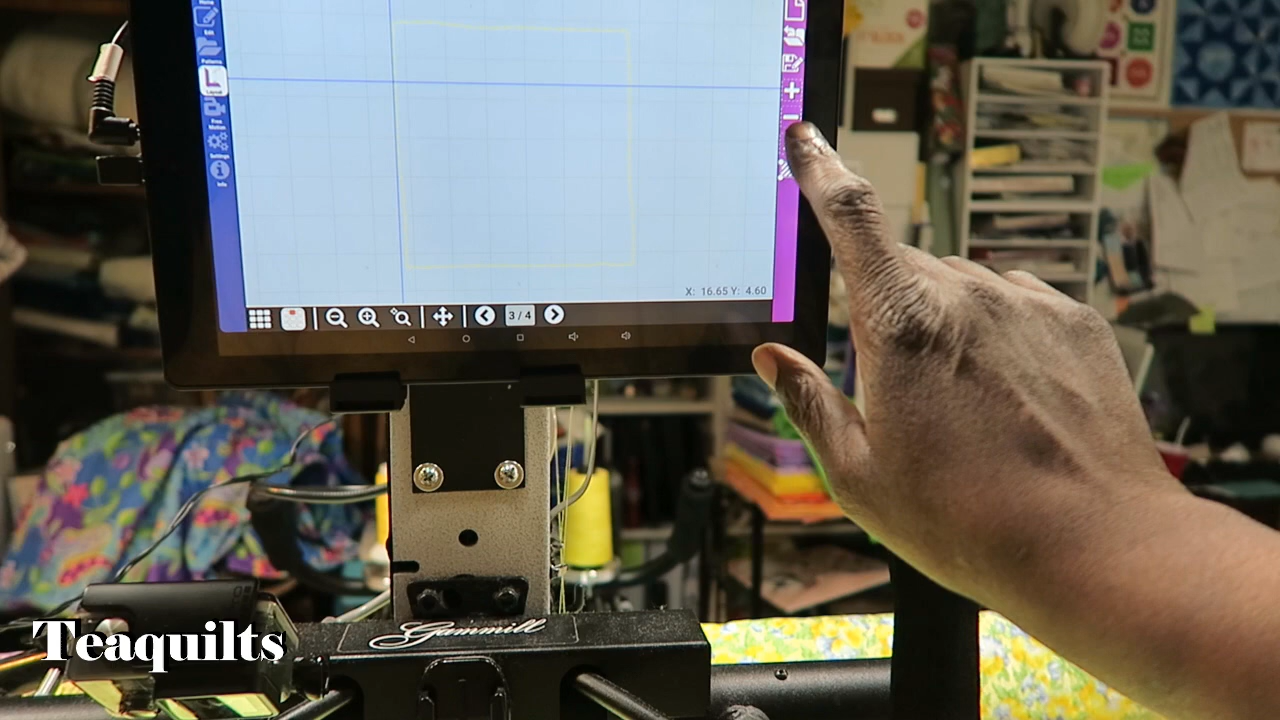 Home
Edit
Patterns
Layout
Free
Motion
Settings
Info
X: 16.65 Y: 4.60
3 / 4
Gammill
Teaquilts